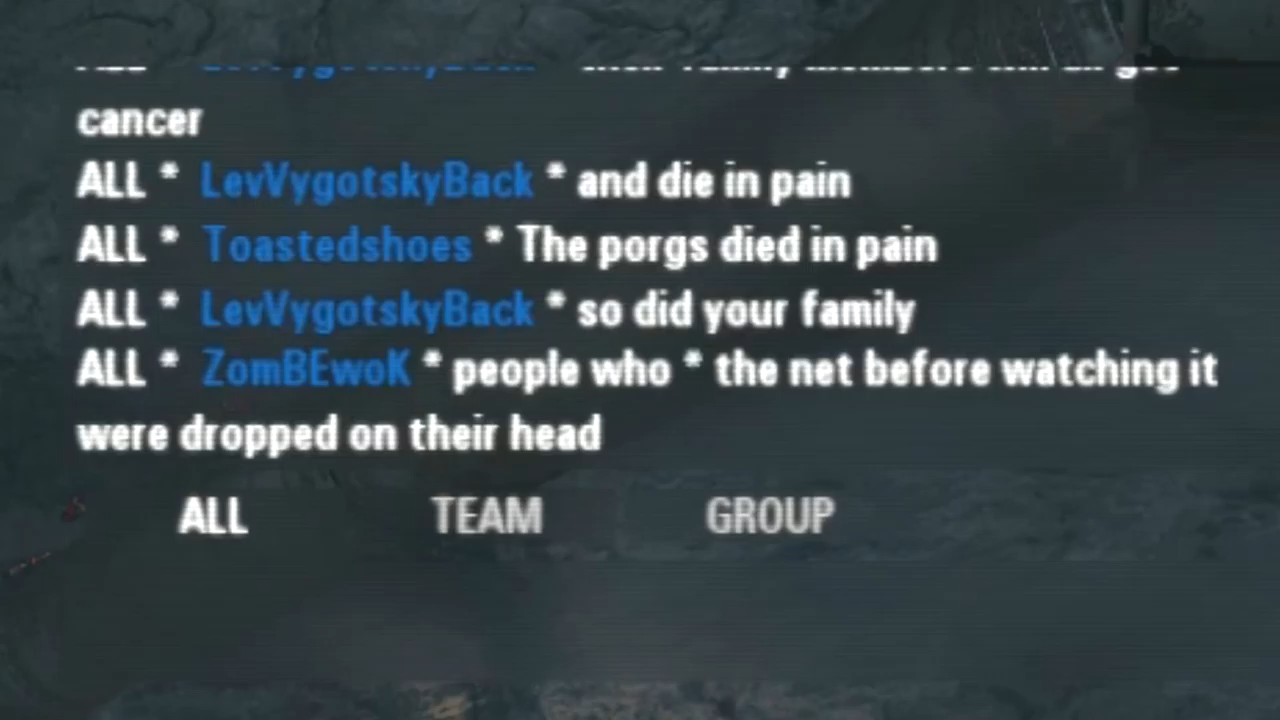 cancer
ALL * LevVygotskyBack * and die in pain
ALL * Toastedshoes * The porgs died in pain
ALL * LevVygotskyBack * so did your family
ALL * ZomBEwoK * people who * the net before watching it
were dropped on their head
ALL TEAM GROUP